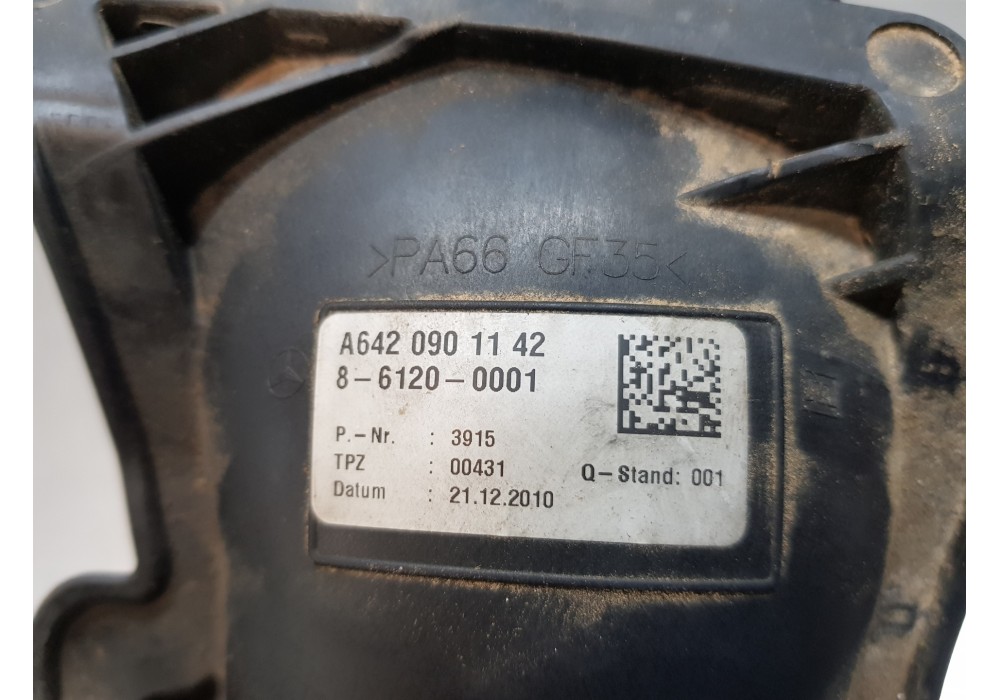 >PA66 GF35<
A642 090 11 42
8-6120-0001
P.-Nr. : 3915
TPZ : 00431
Datum : 21.12.2010
Q-Stand: 001